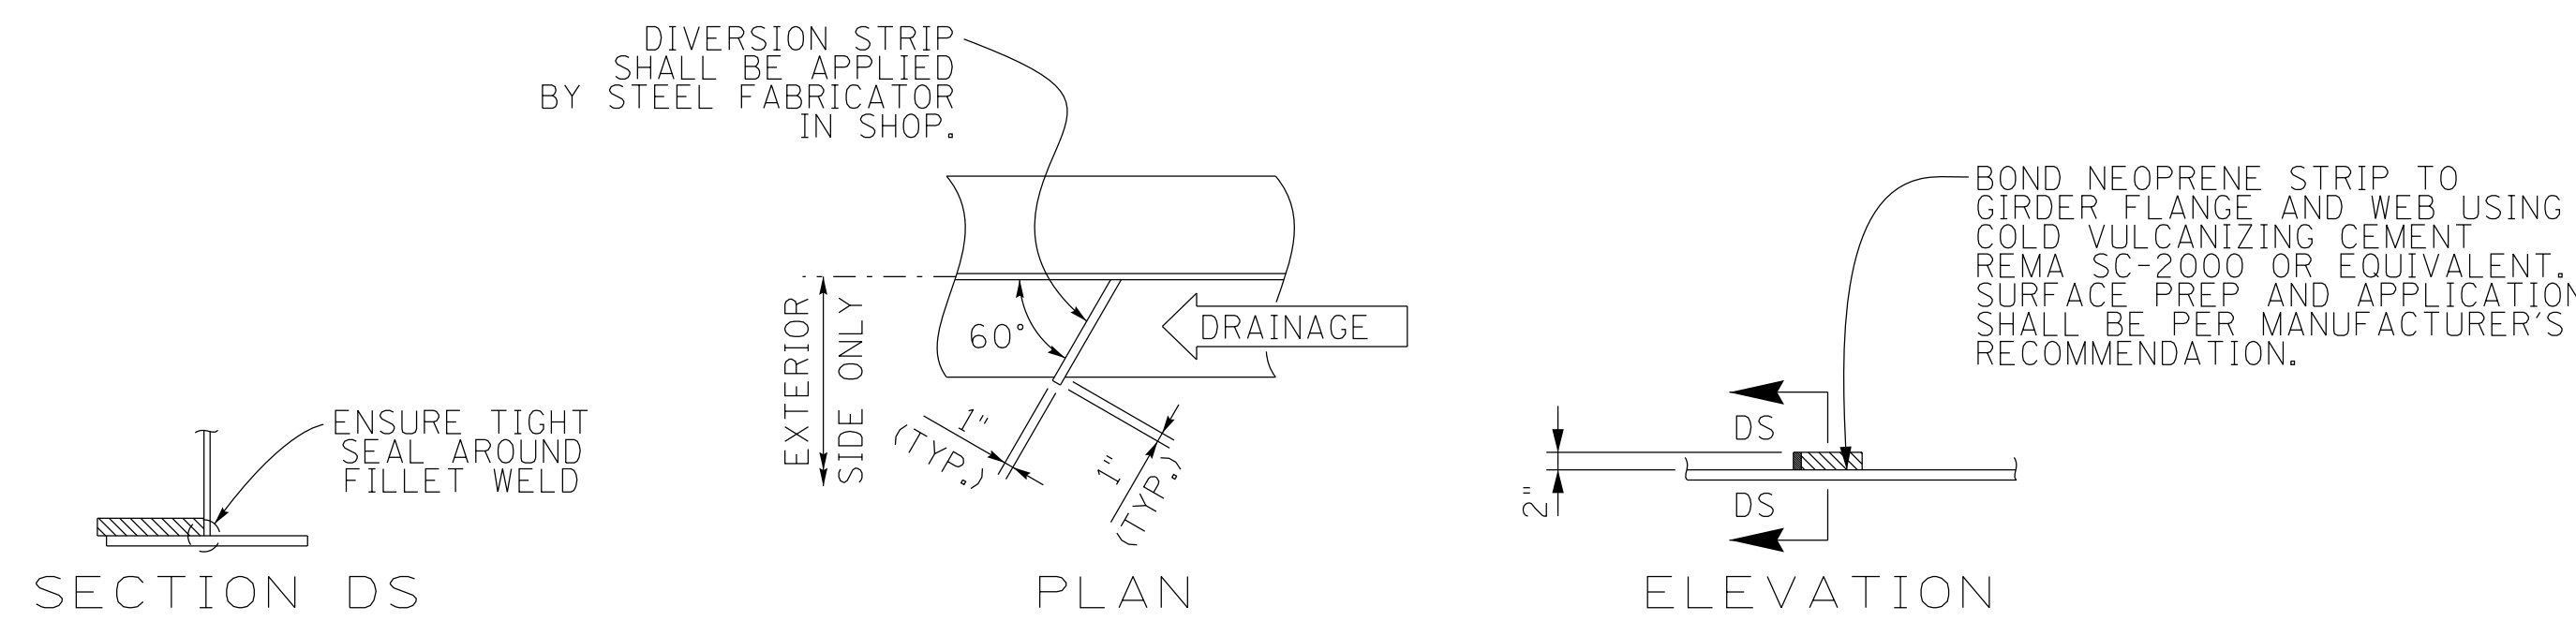 DIVERSION STRIP
SHALL BE APPLIED
BY STEEL FABRICATOR
IN SHOP.
BOND NEOPRENE STRIP TO
GIRDER FLANGE AND WEB USING
COLD VULCANIZING CEMENT
REMA SC-2000 OR EQUIVALENT.
SURFACE PREP AND APPLICATION
SHALL BE PER MANUFACTURER'S
RECOMMENDATION.
EXTERIOR
SIDE ONLY
60°
DRAINAGE
1"
(TYP.)
1"
(TYP.)
ENSURE TIGHT
SEAL AROUND
FILLET WELD
DS
DS
2"
SECTION DS
PLAN
ELEVATION